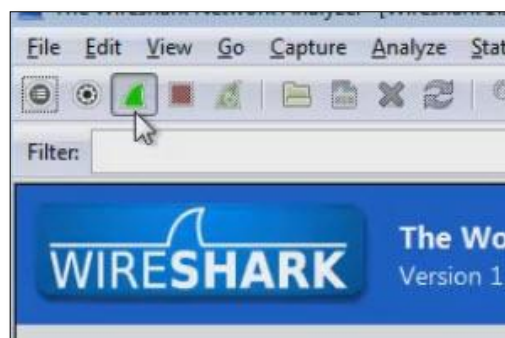 File Edit View Go Capture Analyze Stat
Filter:
WIRESHARK
The Wo
Version 1